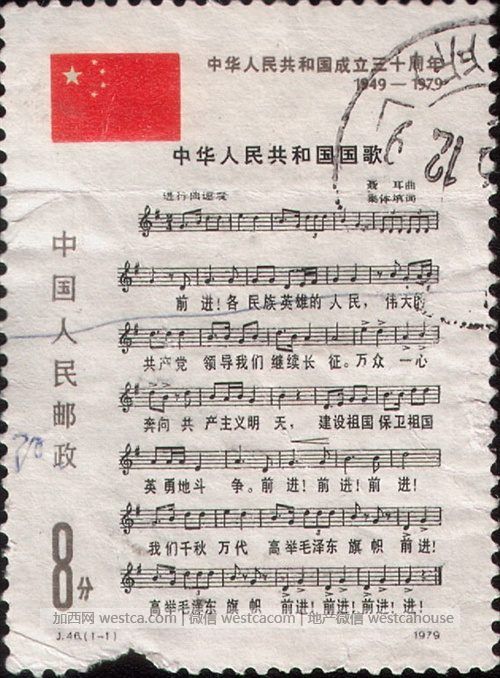 中华人民共和国成立三十周年
1949—1979
中华人民共和国国歌
进行曲速度
聂 耳曲
集体填词
前 进！各 民族英雄的人民， 伟大的
共产党 领导我们 继续长 征。万众 一心
奔向 共 产主义明 天， 建设祖国 保卫祖国
英勇地斗 争。前 进！前 进！前 进！
我们千秋 万代 高举毛泽东 旗 帜 前进！
高举毛泽东 旗 帜 前进！前进！前进！进！
中国人民邮政
8分
加西网 westca.com | 微信 westcacom | 地产微信 westcahouse
J.46.(1-1)
1979